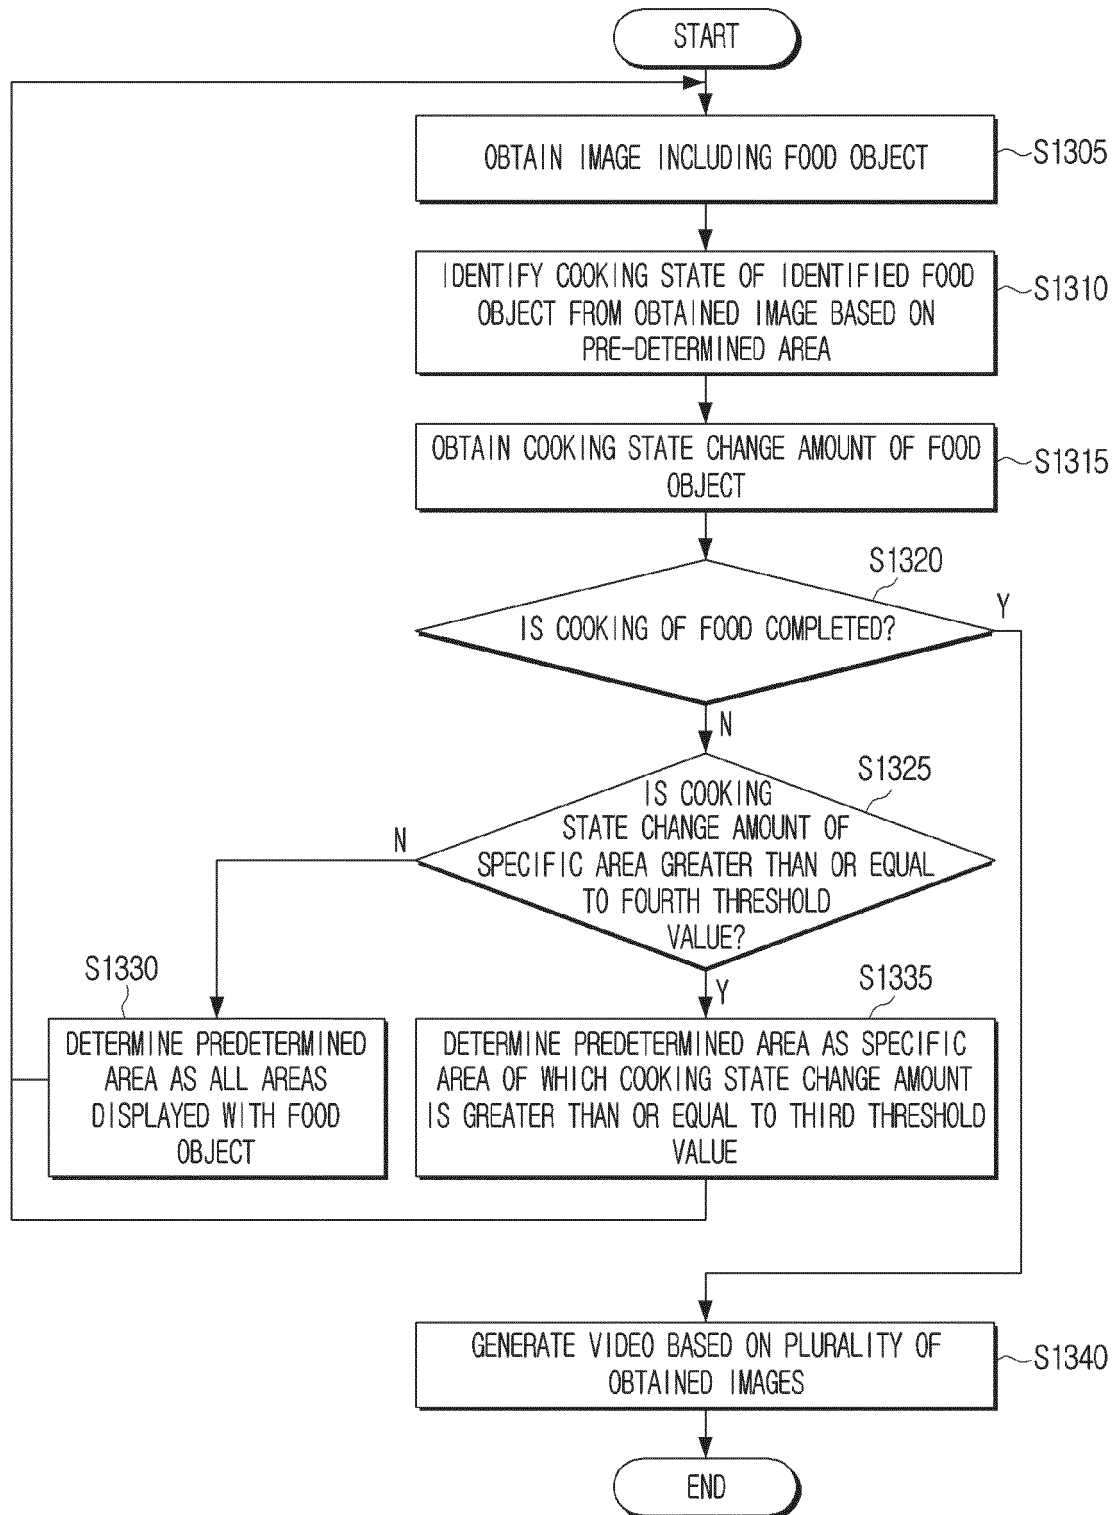 START
OBTAIN IMAGE INCLUDING FOOD OBJECT
S1305
IDENTIFY COOKING STATE OF IDENTIFIED FOOD
OBJECT FROM OBTAINED IMAGE BASED ON
PRE-DETERMINED AREA
S1310
OBTAIN COOKING STATE CHANGE AMOUNT OF FOOD
OBJECT
S1315
S1320
IS COOKING OF FOOD COMPLETED?
Y
N
S1325
IS COOKING
STATE CHANGE AMOUNT OF
SPECIFIC AREA GREATER THAN OR EQUAL
TO FOURTH THRESHOLD
VALUE?
N
Y
S1330
DETERMINE PREDETERMINED
AREA AS ALL AREAS
DISPLAYED WITH FOOD
OBJECT
S1335
DETERMINE PREDETERMINED AREA AS SPECIFIC
AREA OF WHICH COOKING STATE CHANGE AMOUNT
IS GREATER THAN OR EQUAL TO THIRD THRESHOLD
VALUE
GENERATE VIDEO BASED ON PLURALITY OF
OBTAINED IMAGES
S1340
END